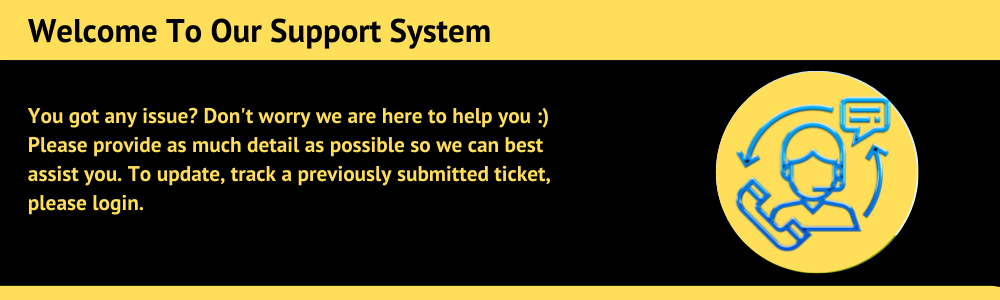 Welcome To Our Support System
You got any issue? Don't worry we are here to help you :)
Please provide as much detail as possible so we can best
assist you. To update, track a previously submitted ticket,
please login.